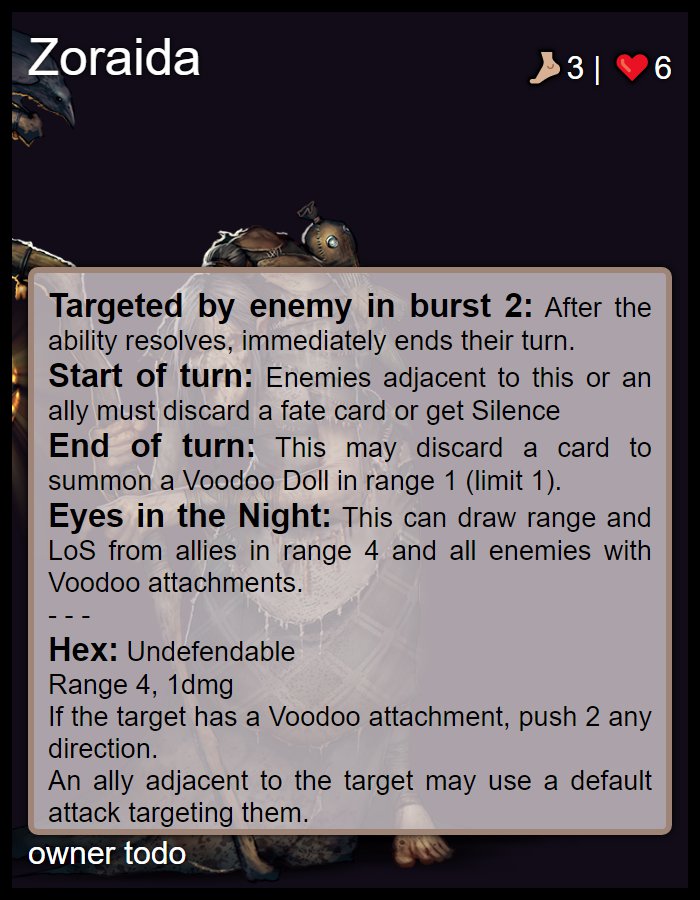 Zoraida
3 | 6
Targeted by enemy in burst 2: After the
ability resolves, immediately ends their turn.
Start of turn: Enemies adjacent to this or an
ally must discard a fate card or get Silence
End of turn: This may discard a card to
summon a Voodoo Doll in range 1 (limit 1).
Eyes in the Night: This can draw range and
LoS from allies in range 4 and all enemies with
Voodoo attachments.
- - -
Hex: Undefendable
Range 4, 1dmg
If the target has a Voodoo attachment, push 2 any
direction.
An ally adjacent to the target may use a default
attack targeting them.
owner todo